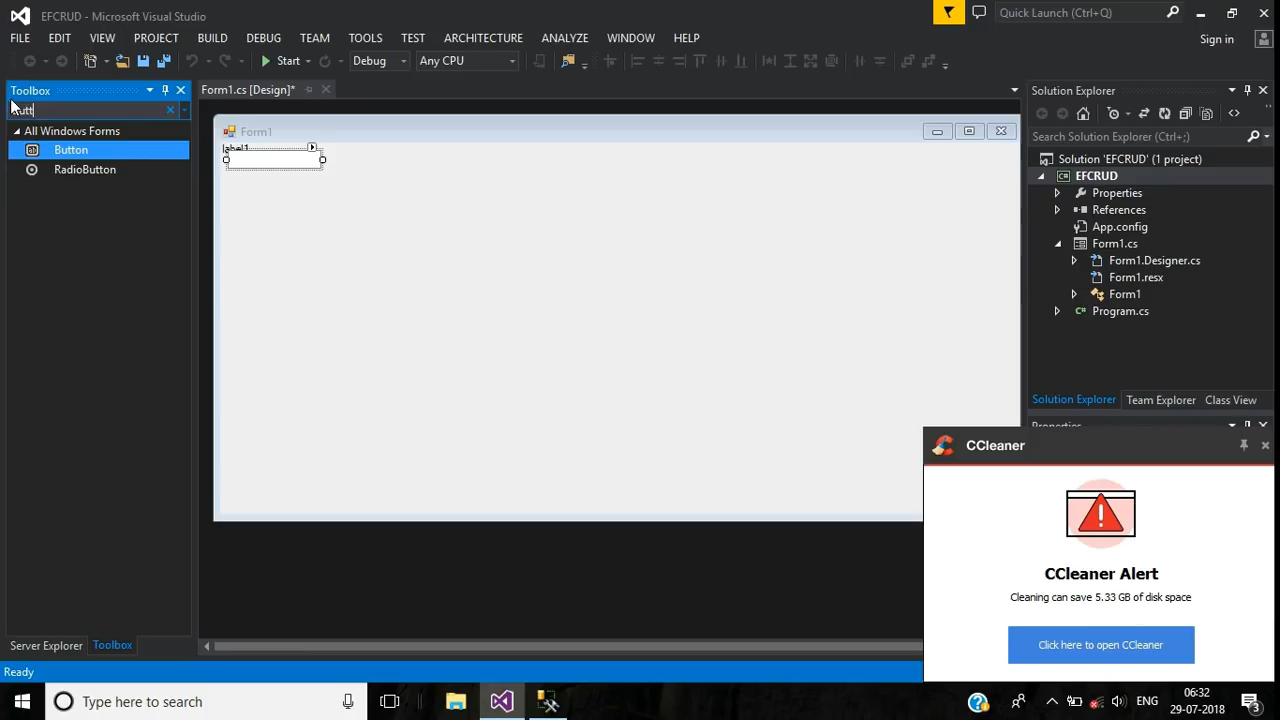 EFCRUD - Microsoft Visual Studio
Quick Launch (Ctrl+Q)
FILE EDIT VIEW PROJECT BUILD DEBUG TEAM TOOLS TEST ARCHITECTURE ANALYZE WINDOW HELP
Sign in
Start Debug Any CPU
Toolbox
Form1.cs [Design]*
Solution Explorer
Search Solution Explorer (Ctrl+;)
All Windows Forms
Button
RadioButton
Form1
label1
Solution 'EFCRUD' (1 project)
EFCRUD
Properties
References
App.config
Form1.cs
Form1.Designer.cs
Form1.resx
Form1
Program.cs
Solution Explorer Team Explorer Class View
Properties
CCleaner
CCleaner Alert
Cleaning can save 5.33 GB of disk space
Click here to open CCleaner
Server Explorer Toolbox
Ready
Type here to search
ENG
06:32
29-07-2018
3